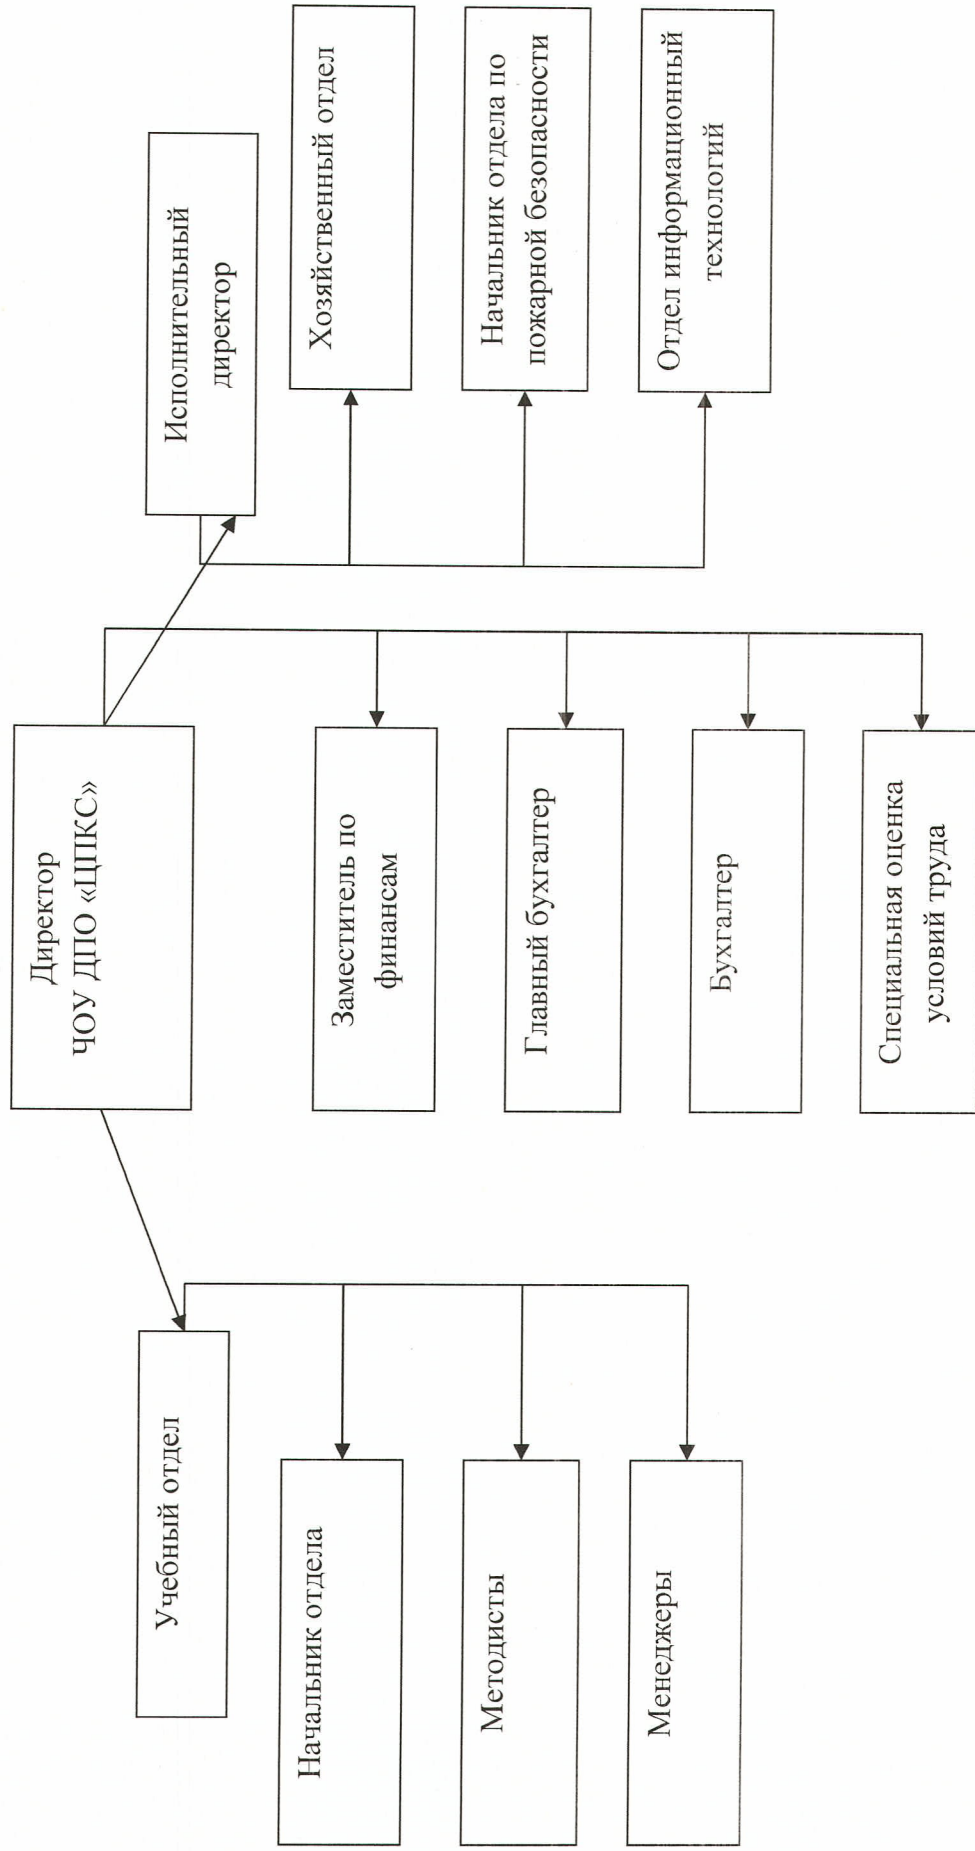 Директор
ЧОУ ДПО «ЦПКС»
Учебный отдел
Начальник отдела
Методисты
Менеджеры
Заместитель по
финансам
Главный бухгалтер
Бухгалтер
Специальная оценка
условий труда
Исполнительный
директор
Хозяйственный отдел
Начальник отдела по
пожарной безопасности
Отдел информационный
технологий